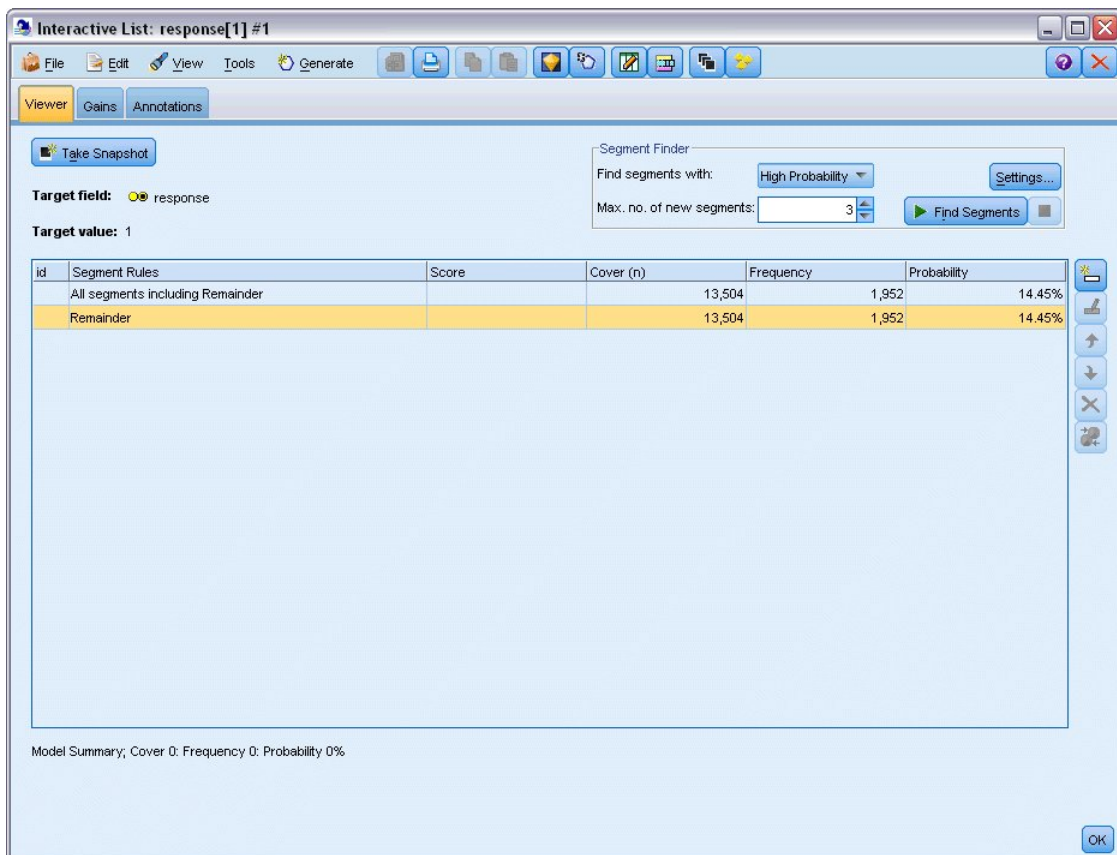 Interactive List: response[1] #1
File Edit View Tools Generate
Viewer Gains Annotations
Take Snapshot
Segment Finder
Find segments with: High Probability Settings...
Target field: response
Max. no. of new segments: 3 Find Segments
Target value: 1
id Segment Rules Score Cover (n) Frequency Probability
All segments including Remainder 13,504 1,952 14.45%
Remainder 13,504 1,952 14.45%
Model Summary; Cover 0: Frequency 0: Probability 0%
OK